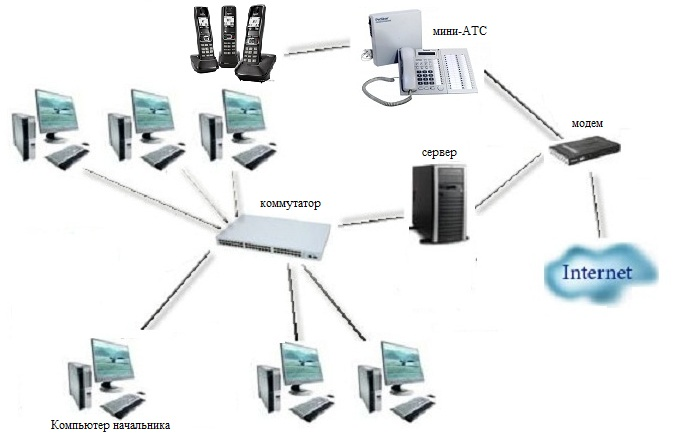 мини-АТС
модем
сервер
коммутатор
Internet
Компьютер начальника